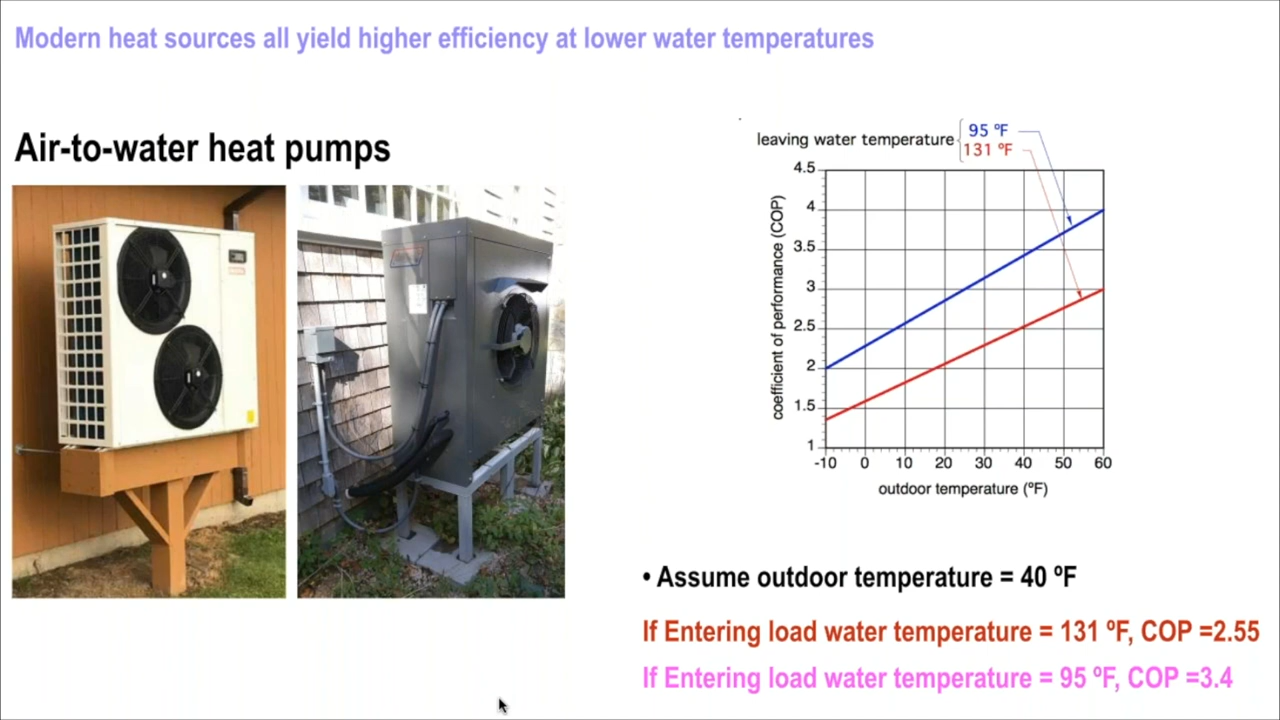 Modern heat sources all yield higher efficiency at lower water temperatures
Air-to-water heat pumps
leaving water temperature
95 ºF
131 ºF
coefficient of performance (COP)
4.5
4
3.5
3
2.5
2
1.5
1
-10 0 10 20 30 40 50 60
outdoor temperature (ºF)
• Assume outdoor temperature = 40 ºF
If Entering load water temperature = 131 ºF, COP =2.55
If Entering load water temperature = 95 ºF, COP =3.4